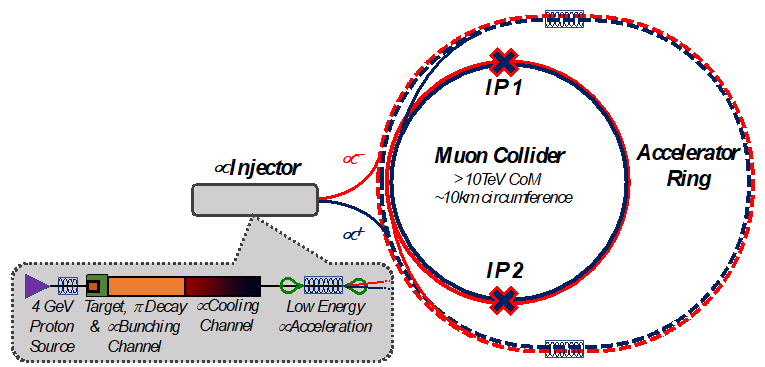 IP1
∝⁻
∝Injector
Muon Collider
>10TeV CoM
~10km circumference
Accelerator
Ring
∝⁺
IP2
4 GeV
Proton
Source
Target, π Decay
& ∝Bunching
Channel
∝Cooling
Channel
Low Energy
∝Acceleration